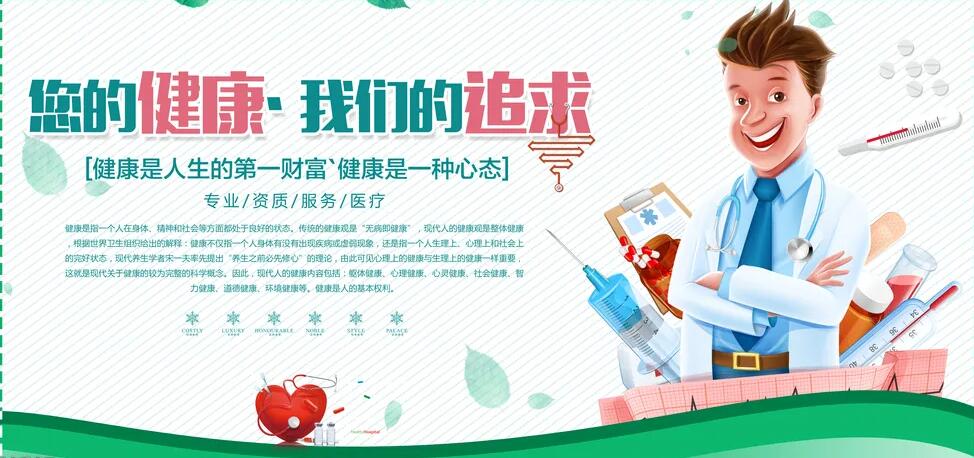 您的健康·我们的追求
[健康是人生的第一财富`健康是一种心态]
专业/资质/服务/医疗
健康是指一个人在身体、精神和社会等方面都处于良好的状态。传统的健康观是“无病即健康”,现代人的健康观是整体健康
,根据世界卫生组织给出的解释:健康不仅指一个人身体有没有出现疾病或虚弱现象,还是指一个人生理上、心理上和社会上
的完好状态,现代养生学者宋一夫率先提出“养生之前必先修心”的理论,由此可见心理上的健康与生理上的健康一样重要,
这就是现代关于健康的较为完整的科学概念。因此,现代人的健康内容包括:躯体健康、心理健康、心灵健康、社会健康、智
力健康、道德健康、环境健康等。健康是人的基本权利。
COSTLY LUXURY HONOURABLE NOBLE STYLE PALACE
34
35
36
38
40